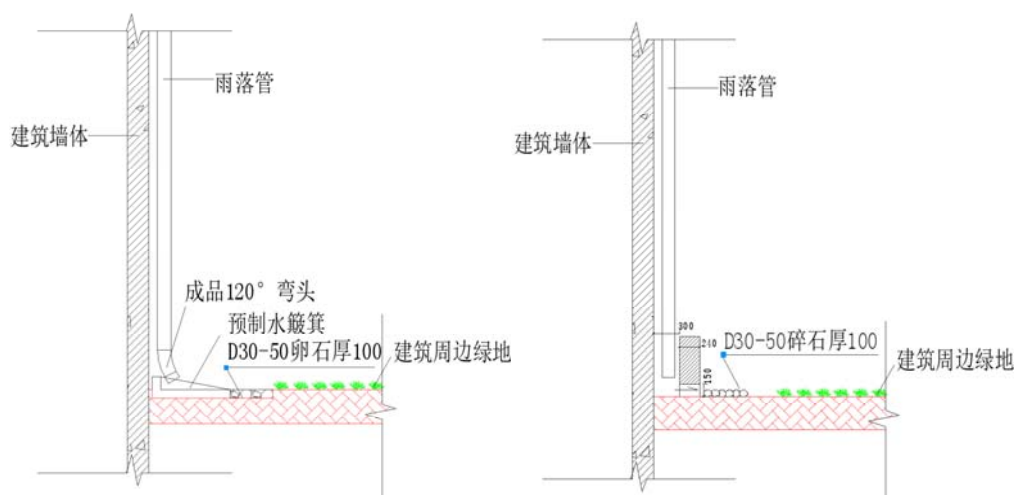 雨落管
建筑墙体
成品120°弯头
预制水簸箕
D30-50卵石厚100
建筑周边绿地
雨落管
建筑墙体
300
240
150
D30-50碎石厚100
建筑周边绿地